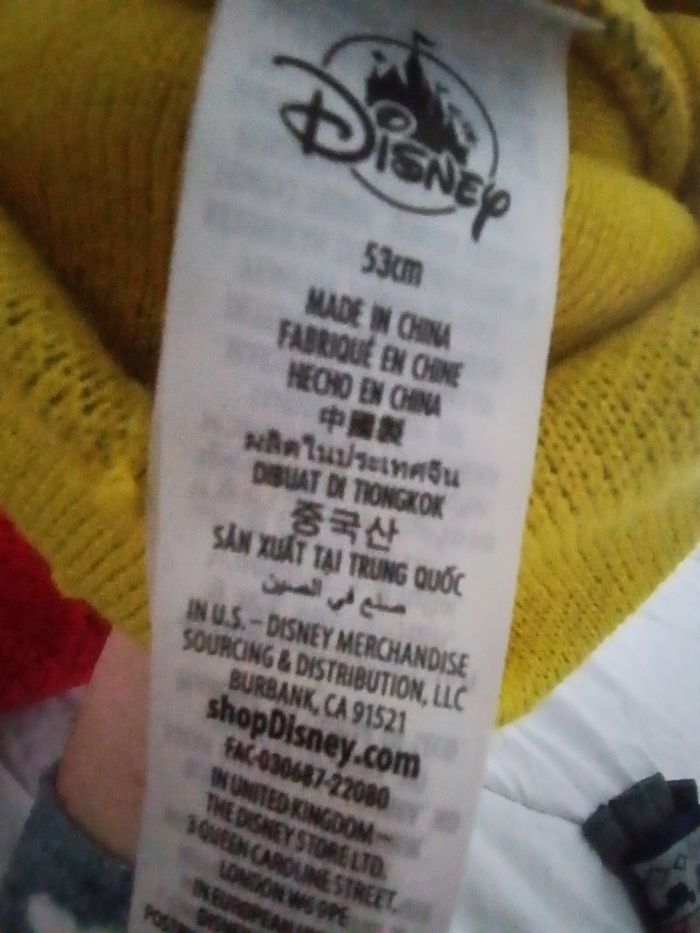 Disney
53cm
MADE IN CHINA
FABRIQUÉ EN CHINE
HECHO EN CHINA
中國製
ผลิตในประเทศจีน
DIBUAT DI TIONGKOK
중국산
SẢN XUẤT TẠI TRUNG QUỐC
صنع في الصين
IN U.S. – DISNEY MERCHANDISE
SOURCING & DISTRIBUTION, LLC
BURBANK, CA 91521
shopDisney.com
FAC-030687-22080
IN UNITED KINGDOM –
THE DISNEY STORE LTD.
3 QUEEN CAROLINE STREET,
LONDON W6 9PE
IN EUROPEAN